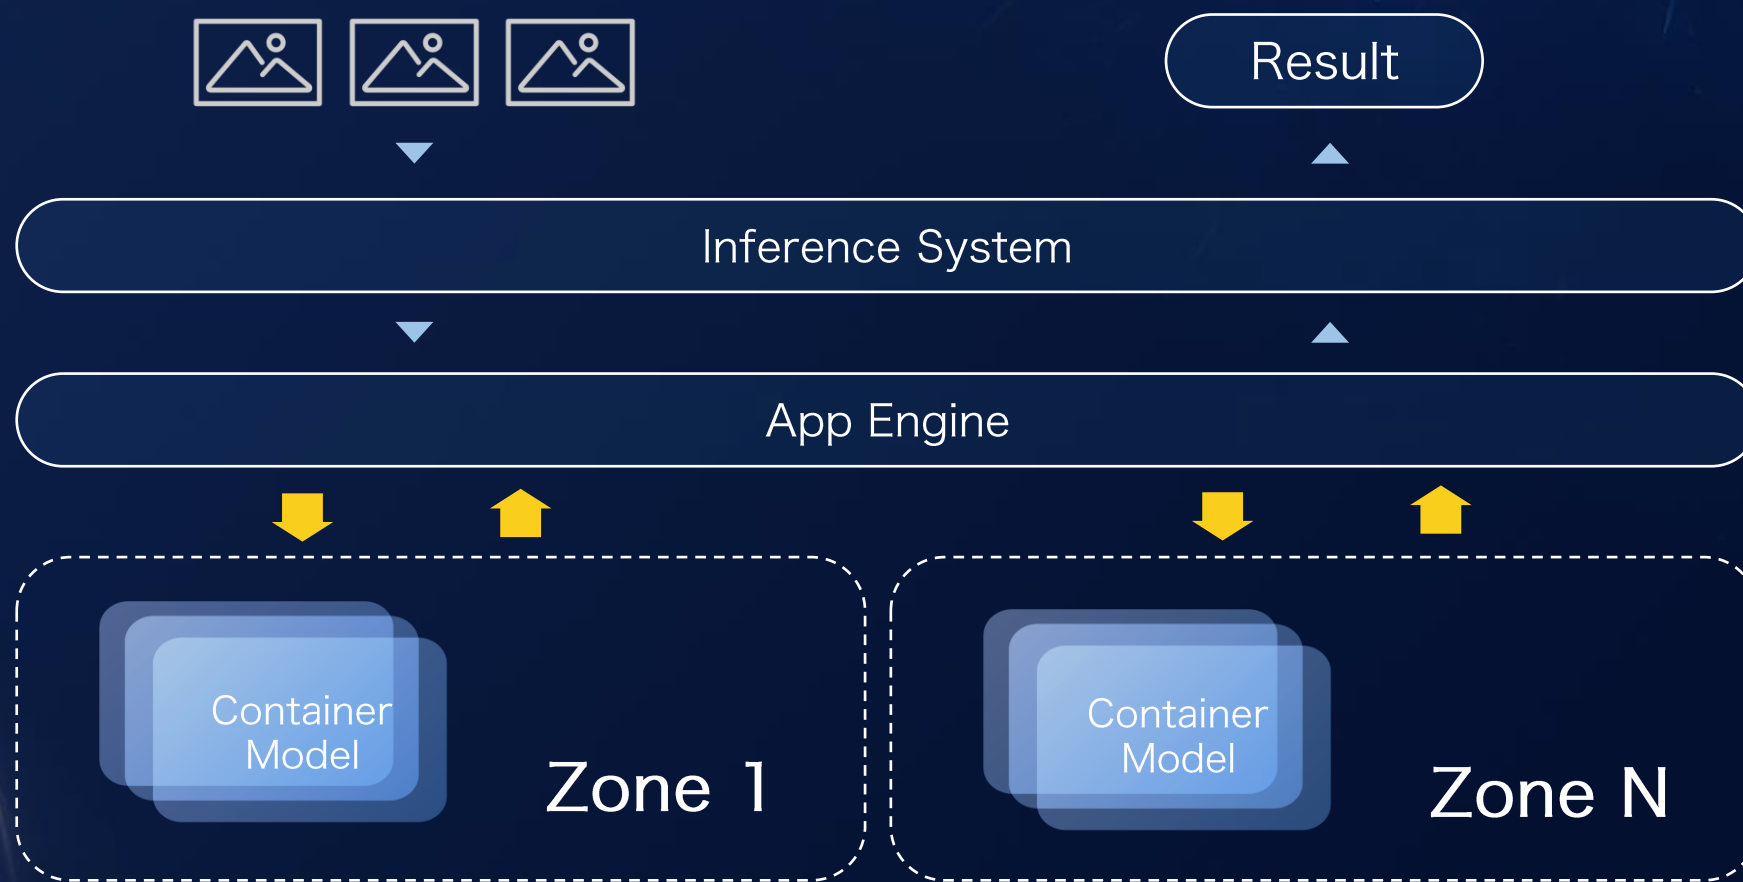 Result
Inference System
App Engine
Container
Model
Zone 1
Container
Model
Zone N